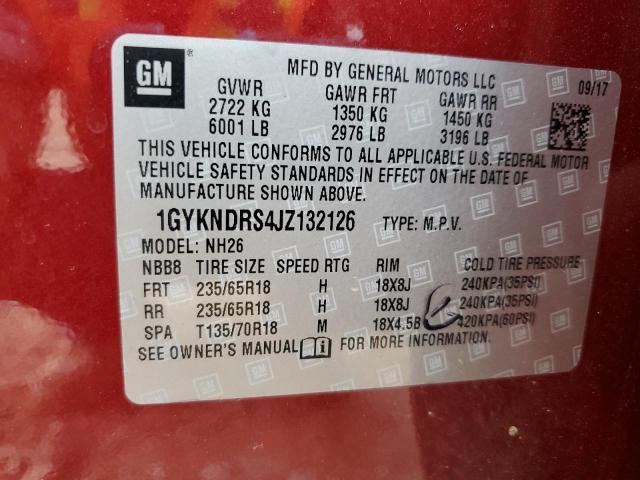 GM ®
MFD BY GENERAL MOTORS LLC
09/17
GVWR GAWR FRT GAWR RR
2722 KG 1350 KG 1450 KG
6001 LB 2976 LB 3196 LB
THIS VEHICLE CONFORMS TO ALL APPLICABLE U.S. FEDERAL MOTOR
VEHICLE SAFETY STANDARDS IN EFFECT ON THE DATE OF
MANUFACTURE SHOWN ABOVE.
1GYKNDRS4JZ132126 TYPE: M.P.V.
MODEL: NH26
NBB8 TIRE SIZE SPEED RTG RIM COLD TIRE PRESSURE
FRT 235/65R18 H 18X8J 240KPA(35PSI)
RR 235/65R18 H 18X8J 240KPA(35PSI)
SPA T135/70R18 M 18X4.5B 420KPA(60PSI)
SEE OWNER'S MANUAL FOR MORE INFORMATION.